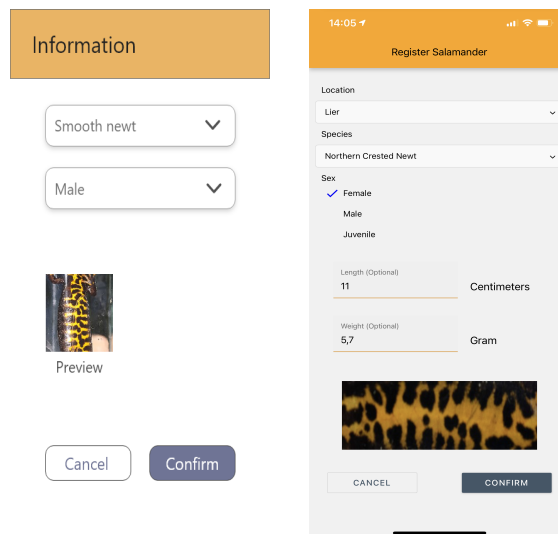 Information
Smooth newt
Male
Preview
Cancel
Confirm
14:05
Register Salamander
Location
Lier
Species
Northern Crested Newt
Sex
Female
Male
Juvenile
Length (Optional)
11
Centimeters
Weight (Optional)
5,7
Gram
CANCEL
CONFIRM